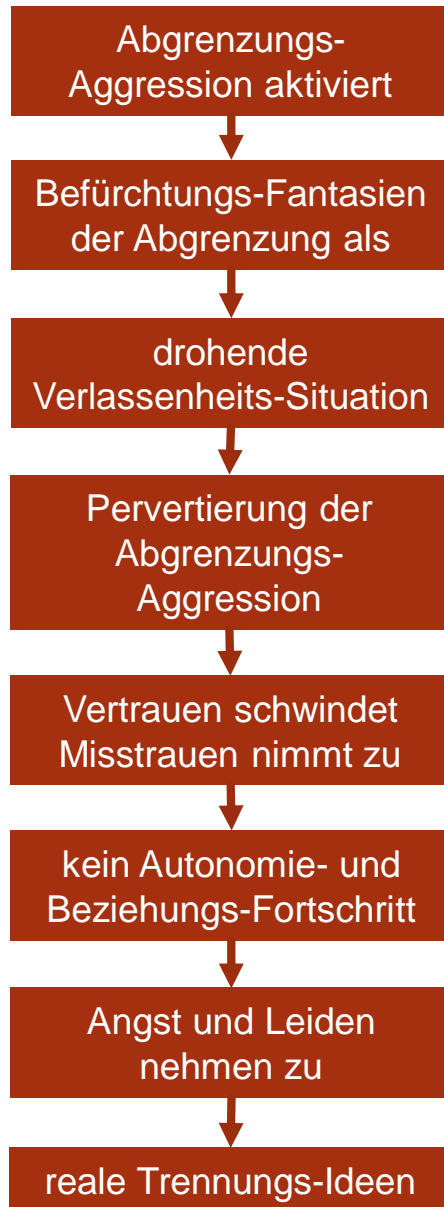 Abgrenzungs-
Aggression aktiviert
Befürchtungs-Fantasien
der Abgrenzung als
drohende
Verlassenheits-Situation
Pervertierung der
Abgrenzungs-
Aggression
Vertrauen schwindet
Misstrauen nimmt zu
kein Autonomie- und
Beziehungs-Fortschritt
Angst und Leiden
nehmen zu
reale Trennungs-Ideen